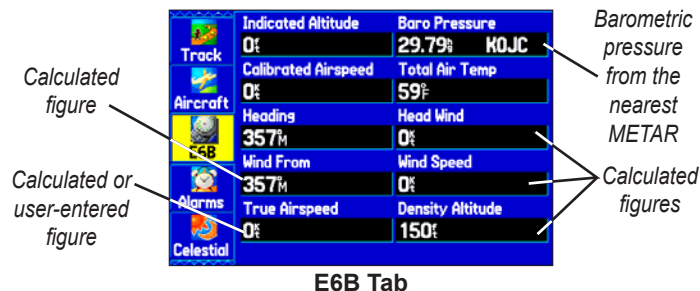 Track
Aircraft
E6B
Alarms
Celestial
Indicated Altitude
0ft
Baro Pressure
29.79 KOJC
Calibrated Airspeed
0kt
Total Air Temp
59°F
Heading
357°M
Head Wind
0kt
Wind From
357°M
Wind Speed
0kt
True Airspeed
0kt
Density Altitude
150ft
Calculated
figure
Calculated or
user-entered
figure
Barometric
pressure
from the
nearest
METAR
Calculated
figures
E6B Tab